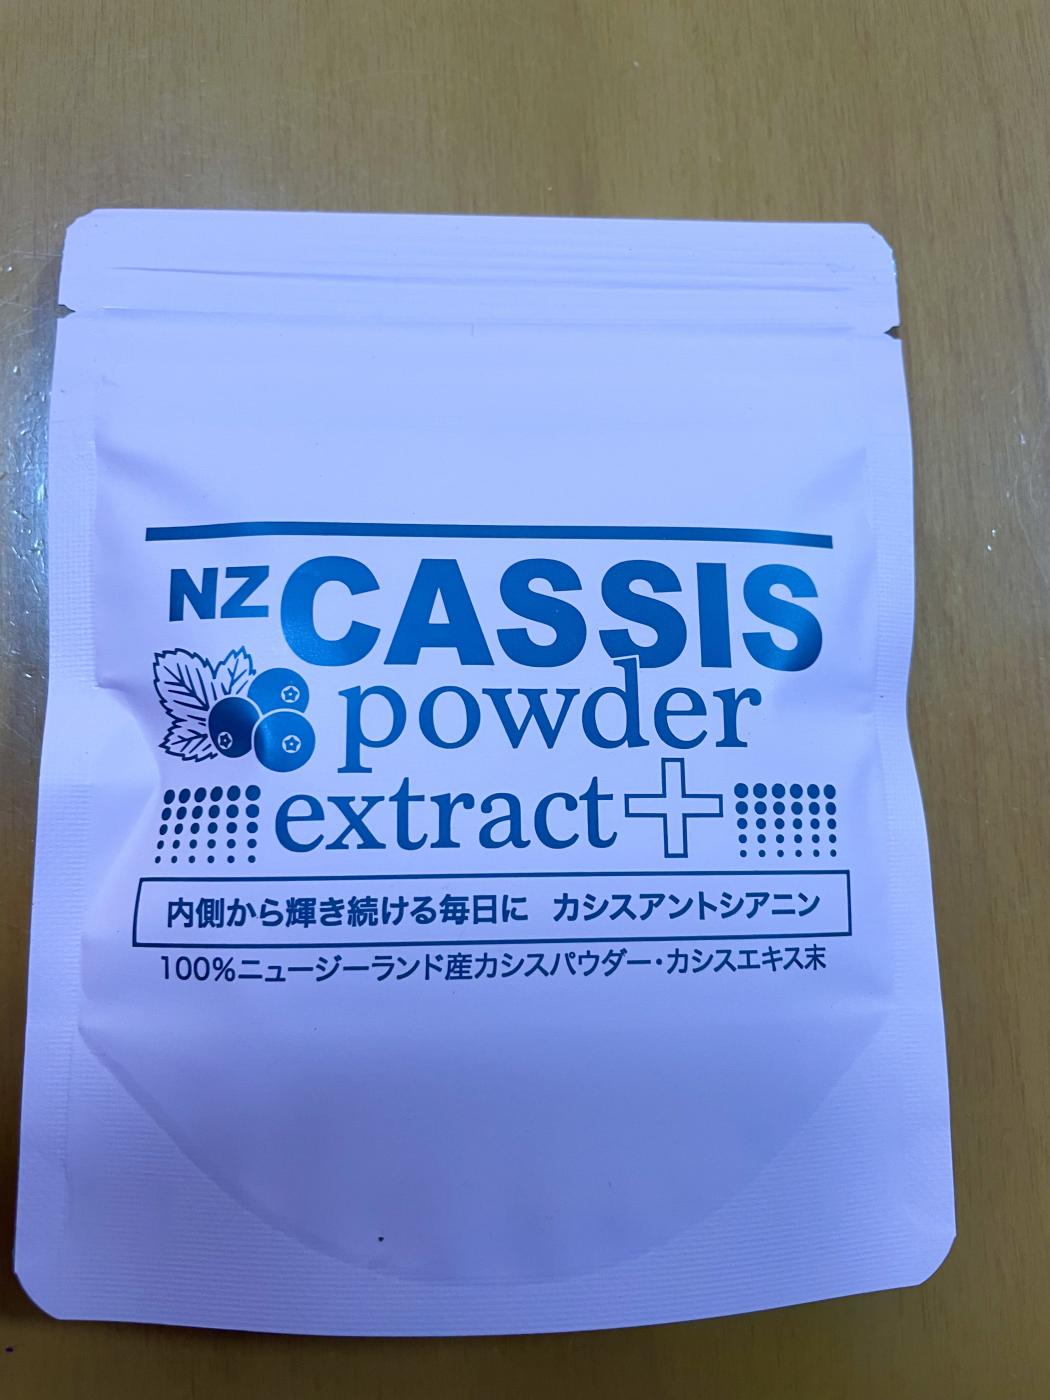 NZ CASSIS
powder
extract+
内側から輝き続ける毎日に カシスアントシアニン
100%ニュージーランド産カシスパウダー・カシスエキス末